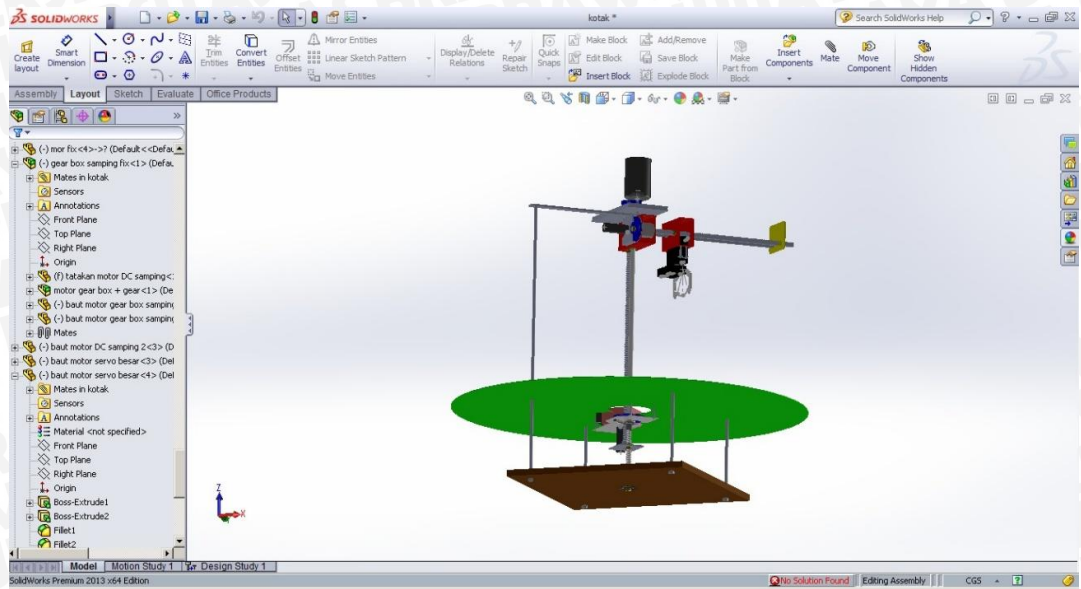 SOLIDWORKS
kotak *
Search SolidWorks Help
Create layout
Smart Dimension
Trim Entities
Convert Entities
Offset Entities
Mirror Entities
Linear Sketch Pattern
Move Entities
Display/Delete Relations
Repair Sketch
Quick Snaps
Make Block
Edit Block
Insert Block
Add/Remove
Save Block
Explode Block
Make Part from Block
Insert Components
Mate
Move Component
Show Hidden Components
Assembly
Layout
Sketch
Evaluate
Office Products
(-) mor fix<4>->? (Default<<Defau
(-) gear box samping fix<1> (Defau
Mates in kotak
Sensors
Annotations
Front Plane
Top Plane
Right Plane
Origin
(f) tatakan motor DC samping<
motor gear box + gear<1> (De
(-) baut motor gear box samping
(-) baut motor gear box samping
Mates
(-) baut motor DC samping 2<3> (D
(-) baut motor servo besar<3> (Del
(-) baut motor servo besar<4> (Del
Mates in kotak
Sensors
Annotations
Material <not specified>
Front Plane
Top Plane
Right Plane
Origin
Boss-Extrude1
Boss-Extrude2
Fillet1
Fillet2
Z
X
Model
Motion Study 1
Design Study 1
SolidWorks Premium 2013 x64 Edition
No Solution Found
Editing Assembly
CGS